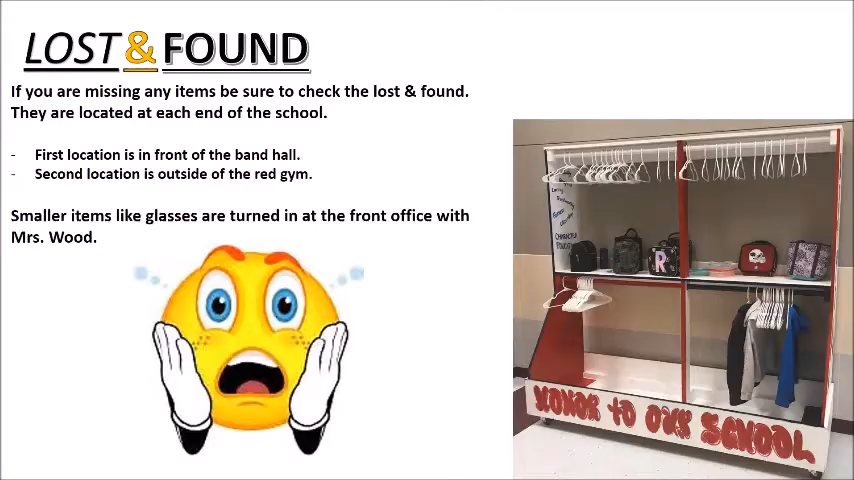 LOST & FOUND
If you are missing any items be sure to check the lost & found.
They are located at each end of the school.
- First location is in front of the band hall.
- Second location is outside of the red gym.
Smaller items like glasses are turned in at the front office with
Mrs. Wood.
R
HONOR TO OUR SCHOOL